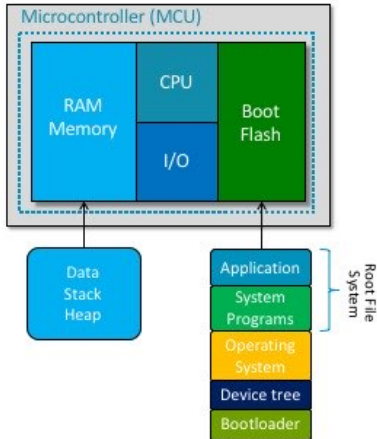 Microcontroller (MCU)
RAM
Memory
CPU
I/O
Boot
Flash
Data
Stack
Heap
Application
System
Programs
Operating
System
Device tree
Bootloader
Root File
System